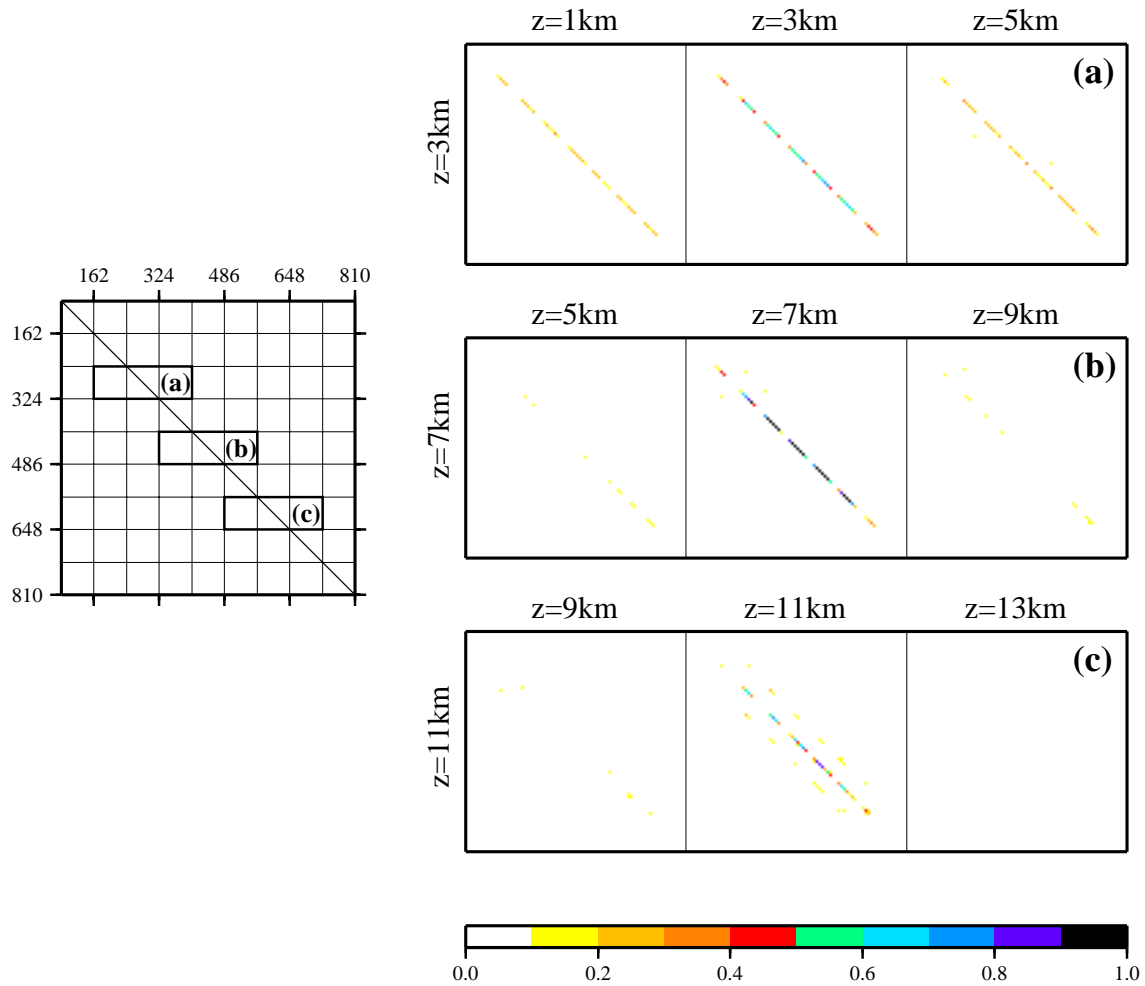 z=1km z=3km z=5km
(a)
z=3km
162 324 486 648 810
162
324
486
648
810
(a)
(b)
(c)
z=5km z=7km z=9km
(b)
z=7km
z=9km z=11km z=13km
(c)
z=11km
0.0 0.2 0.4 0.6 0.8 1.0